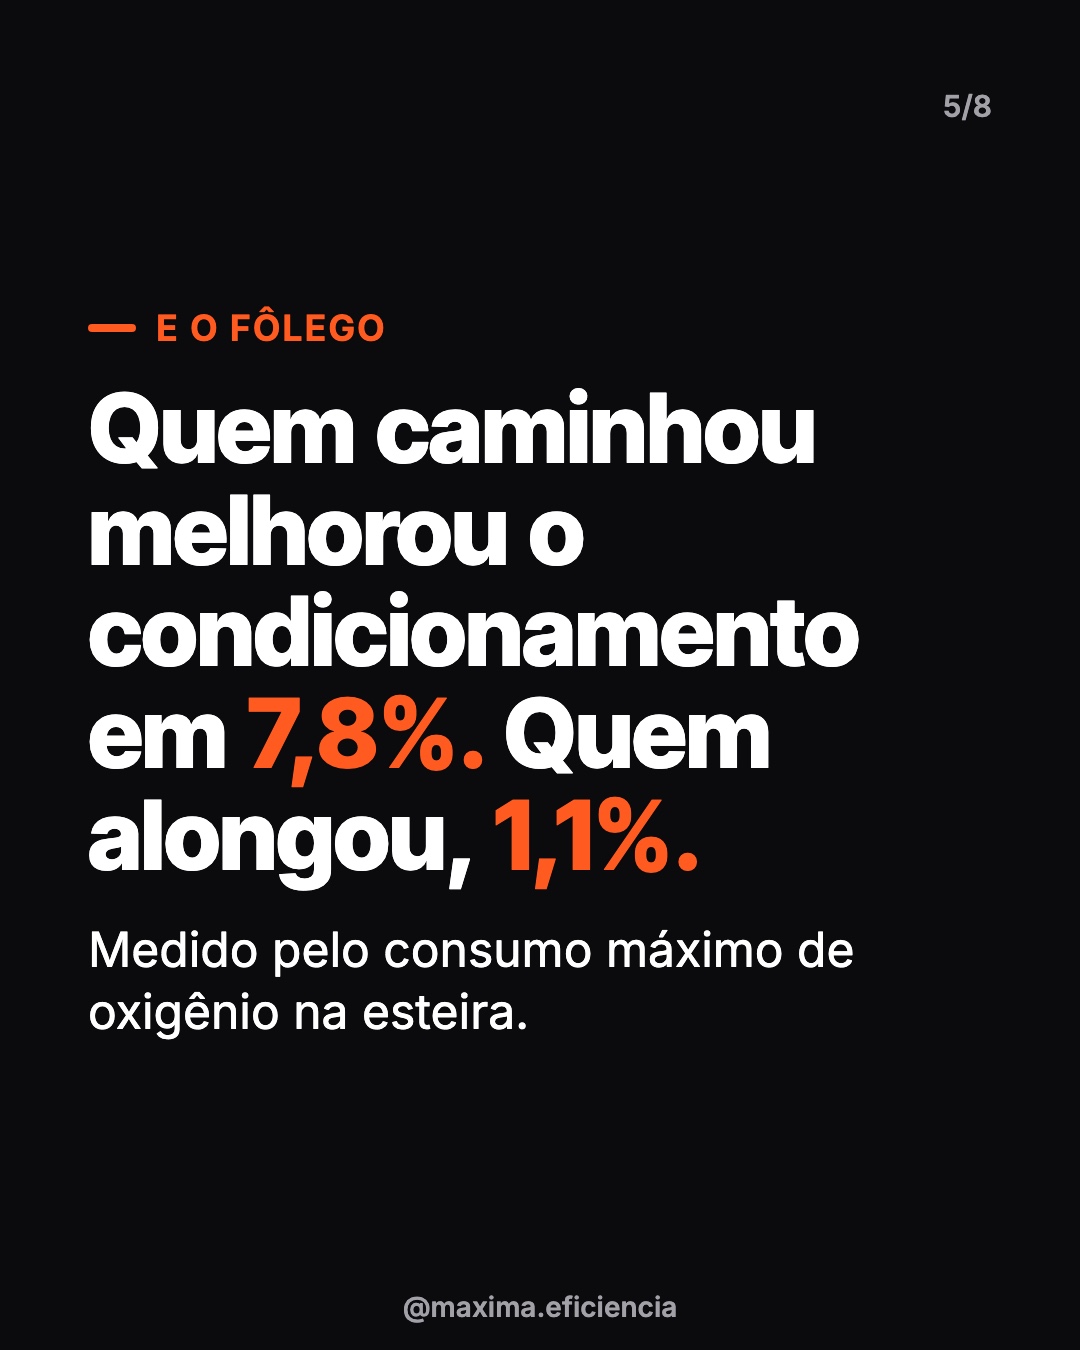 5/8
E O FÔLEGO
Quem caminhou
melhorou o
condicionamento
em 7,8%. Quem
alongou, 1,1%.
Medido pelo consumo máximo de
oxigênio na esteira.
@maxima.eficiencia